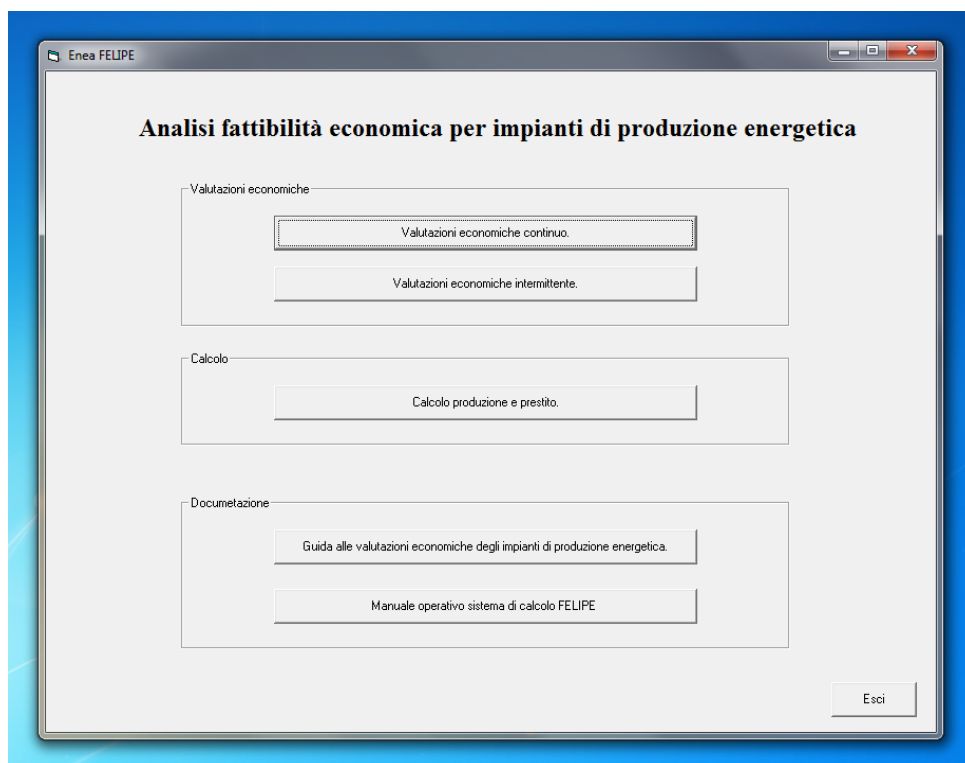 Enea FELIPE
Analisi fattibilità economica per impianti di produzione energetica
Valutazioni economiche
Valutazioni economiche continuo.
Valutazioni economiche intermittente.
Calcolo
Calcolo produzione e prestito.
Documetazione
Guida alle valutazioni economiche degli impianti di produzione energetica.
Manuale operativo sistema di calcolo FELIPE
Esci